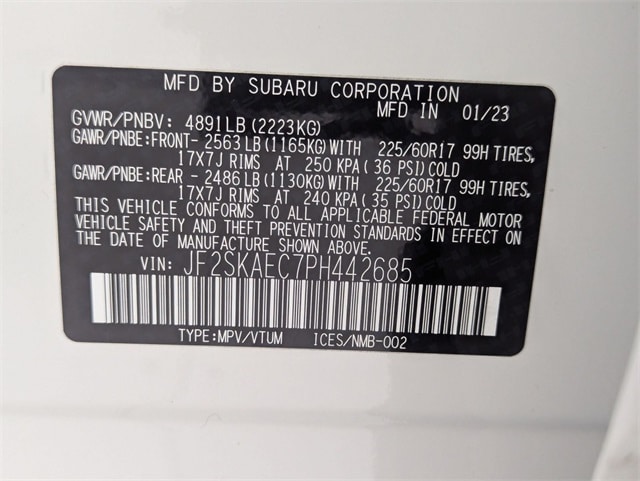 MFD BY SUBARU CORPORATION
MFD IN 01/23
GVWR/PNBV: 4891LB(2223KG)
GAWR/PNBE:FRONT-2563LB(1165KG)WITH 225/60R17 99H TIRES,
17X7J RIMS AT 250 KPA(36 PSI)COLD
GAWR/PNBE:REAR -2486LB(1130KG)WITH 225/60R17 99H TIRES,
17X7J RIMS AT 240 KPA(35 PSI)COLD
THIS VEHICLE CONFORMS TO ALL APPLICABLE FEDERAL MOTOR
VEHICLE SAFETY AND THEFT PREVENTION STANDARDS IN EFFECT ON
THE DATE OF MANUFACTURE SHOWN ABOVE.
VIN: JF2SKAEC7PH442685
TYPE:MPV/VTUM ICES/NMB-002